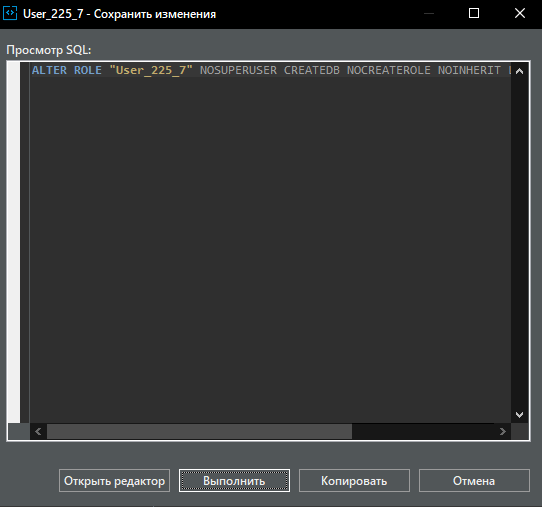 User_225_7 - Сохранить изменения
Просмотр SQL:
ALTER ROLE "User_225_7" NOSUPERUSER CREATEDB NOCREATEROLE NOINHERIT
Открыть редактор
Выполнить
Копировать
Отмена